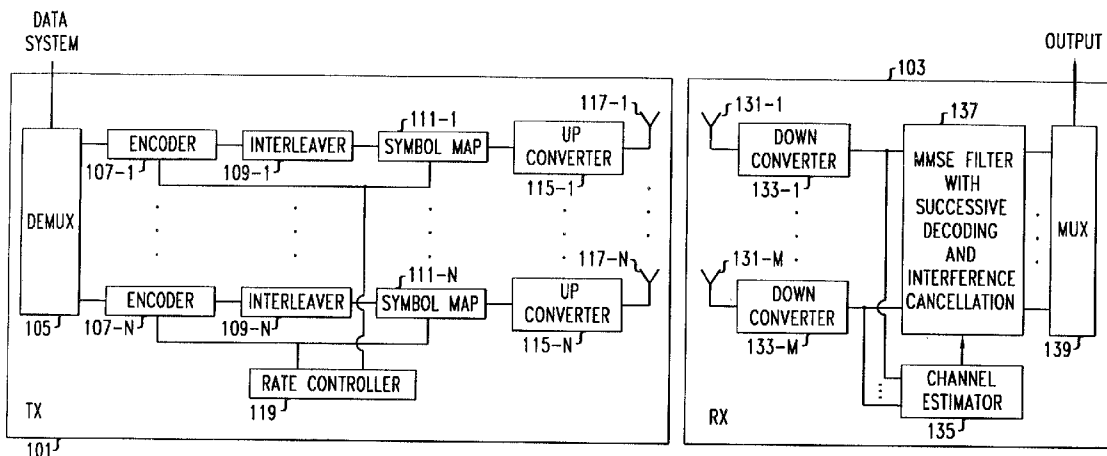 DATA
SYSTEM
OUTPUT
103
117-1
131-1
137
111-1
ENCODER
INTERLEAVER
SYMBOL MAP
UP
CONVERTER
DOWN
CONVERTER
107-1
109-1
115-1
133-1
MMSE FILTER
WITH
SUCCESSIVE
DECODING
AND
INTERFERENCE
CANCELLATION
DEMUX
MUX
111-N
117-N
131-M
ENCODER
INTERLEAVER
SYMBOL MAP
UP
CONVERTER
DOWN
CONVERTER
105
107-N
109-N
115-N
133-M
139
RATE CONTROLLER
119
CHANNEL
ESTIMATOR
135
TX
RX
101